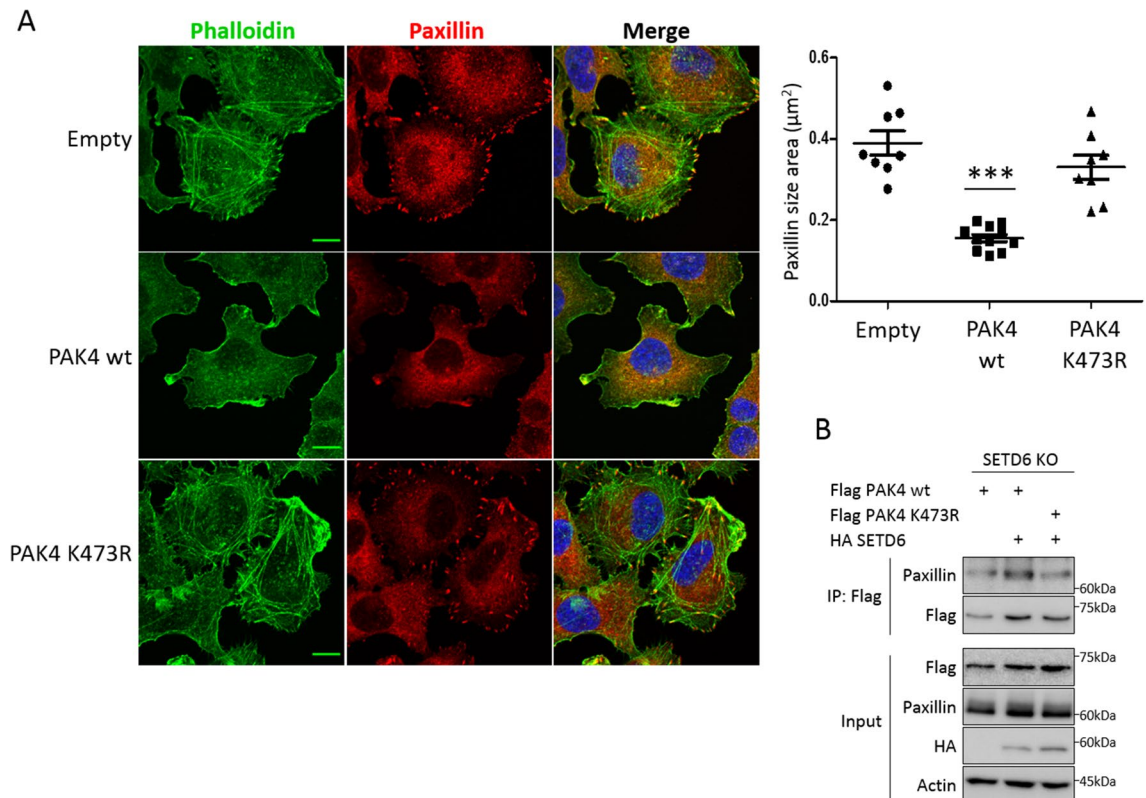 A
Phalloidin Paxillin Merge
Empty
PAK4 wt
PAK4 K473R
Paxillin size area (µm²)
0.6
0.4
0.2
0.0
***
Empty PAK4 PAK4
wt K473R
B
SETD6 KO
Flag PAK4 wt + +
Flag PAK4 K473R +
HA SETD6 + +
IP: Flag
Paxillin 60kDa
Flag 75kDa
Input
Flag 75kDa
Paxillin 60kDa
HA 60kDa
Actin 45kDa